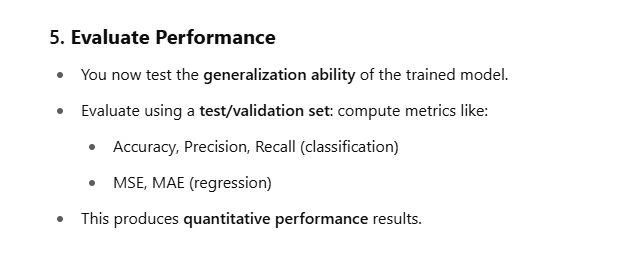 5. Evaluate Performance
• You now test the generalization ability of the trained model.
• Evaluate using a test/validation set: compute metrics like:
• Accuracy, Precision, Recall (classification)
• MSE, MAE (regression)
• This produces quantitative performance results.